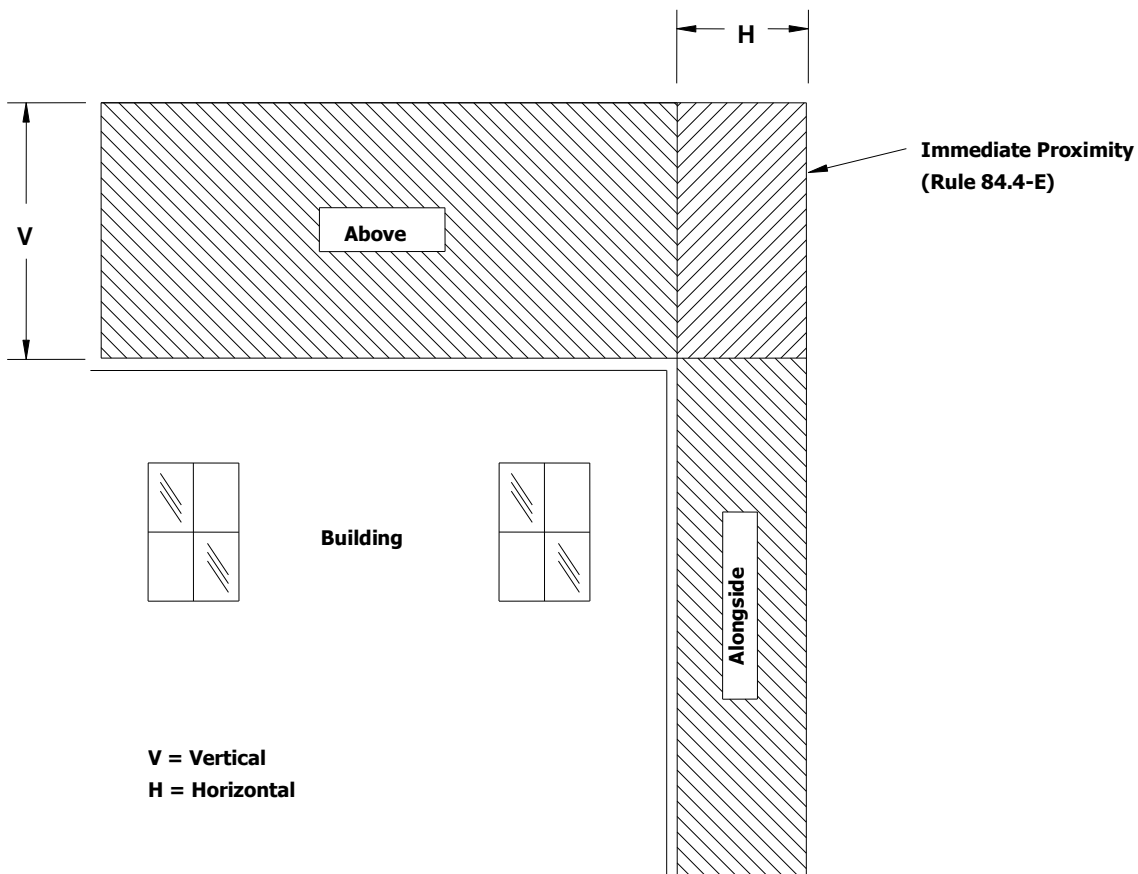 H
Immediate Proximity
(Rule 84.4-E)
V
Above
Building
Alongside
V = Vertical
H = Horizontal